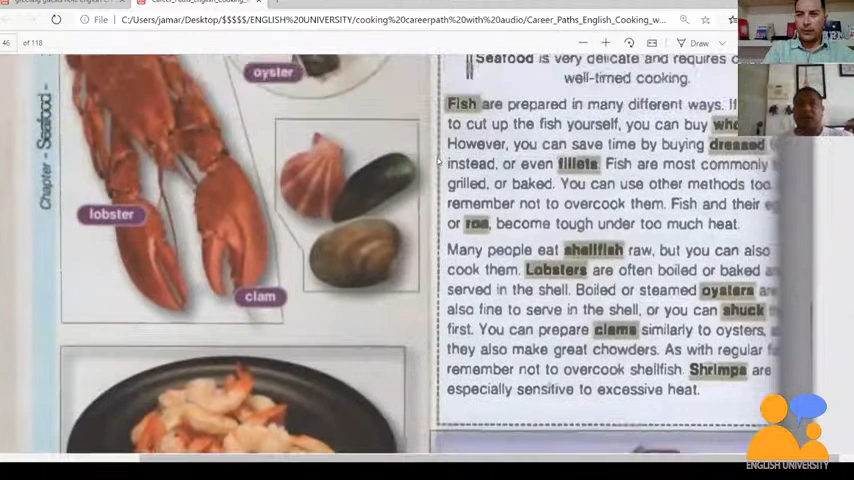 C:/Users/jamar/Desktop/$$$$$/ENGLISH%20UNIVERSITY/cooking%20careerpath%20with%20audio/Career_Paths_English_Cooking_w...
46 of 118
Draw
Chapter - Seafood -
oyster
lobster
clam
Seafood is very delicate and requires
well-timed cooking.
Fish are prepared in many different ways. If
to cut up the fish yourself, you can buy
However, you can save time by buying dressed
instead, or even fillets. Fish are most commonly
grilled, or baked. You can use other methods too
remember not to overcook them. Fish and their
or roe, become tough under too much heat.
Many people eat shellfish raw, but you can also
cook them. Lobsters are often boiled or baked
served in the shell. Boiled or steamed oysters
also fine to serve in the shell, or you can shuck
first. You can prepare clams similarly to oysters,
they also make great chowders. As with regular
remember not to overcook shellfish. Shrimps are
especially sensitive to excessive heat.
ENGLISH UNIVERSITY